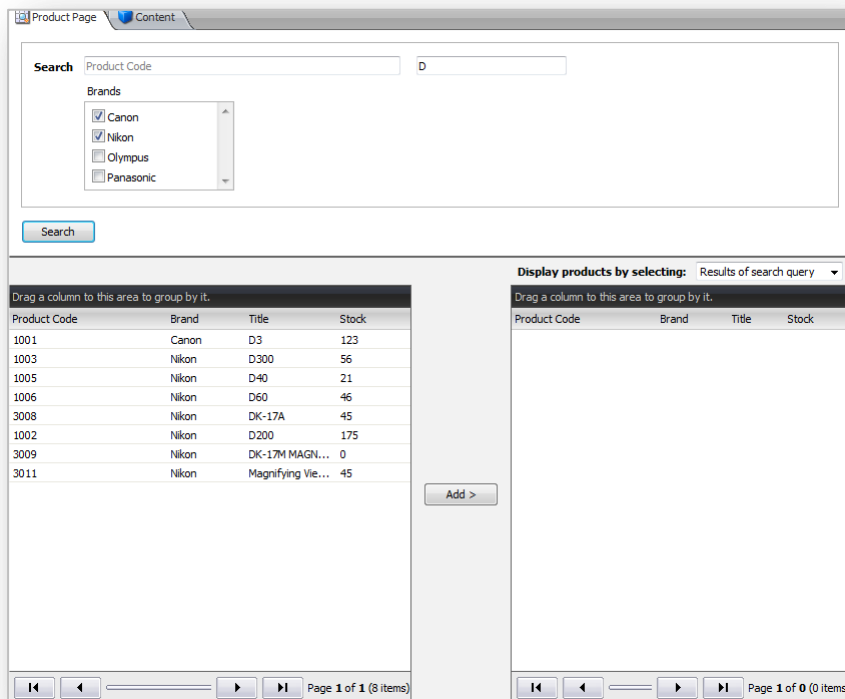 Product Page Content
Search Product Code D
Brands
Canon
Nikon
Olympus
Panasonic
Search
Display products by selecting: Results of search query
Drag a column to this area to group by it.
Product Code Brand Title Stock
1001 Canon D3 123
1003 Nikon D300 56
1005 Nikon D40 21
1006 Nikon D60 46
3008 Nikon DK-17A 45
1002 Nikon D200 175
3009 Nikon DK-17M MAGN... 0
3011 Nikon Magnifying Vie... 45
Page 1 of 1 (8 items)
Add >
Drag a column to this area to group by it.
Product Code Brand Title Stock
Page 1 of 0 (0 items